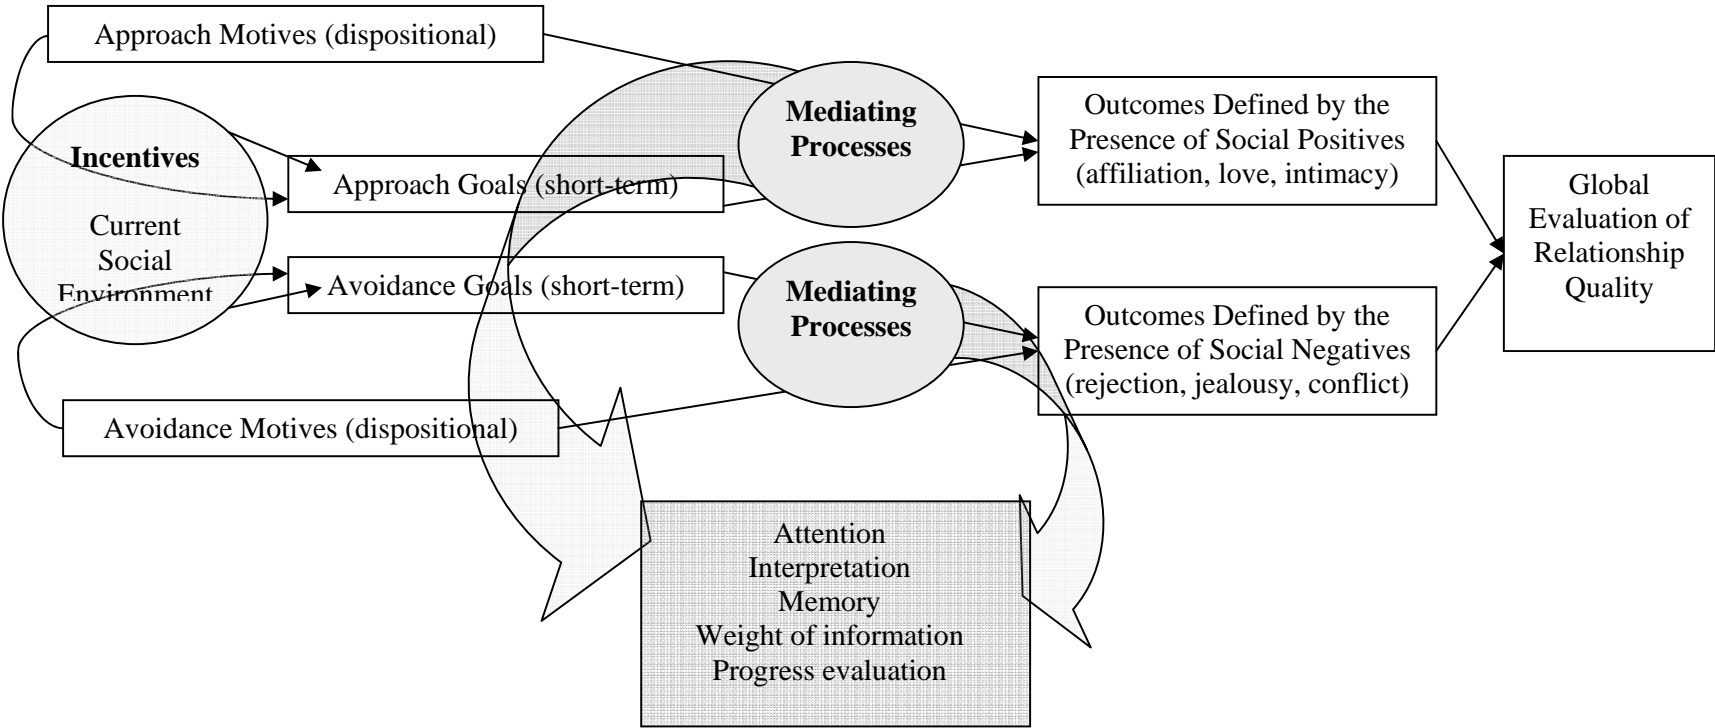 Approach Motives (dispositional)
Incentives
Current
Social
Environment
Approach Goals (short-term)
Avoidance Goals (short-term)
Avoidance Motives (dispositional)
Mediating
Processes
Mediating
Processes
Outcomes Defined by the
Presence of Social Positives
(affiliation, love, intimacy)
Outcomes Defined by the
Presence of Social Negatives
(rejection, jealousy, conflict)
Global
Evaluation of
Relationship
Quality
Attention
Interpretation
Memory
Weight of information
Progress evaluation